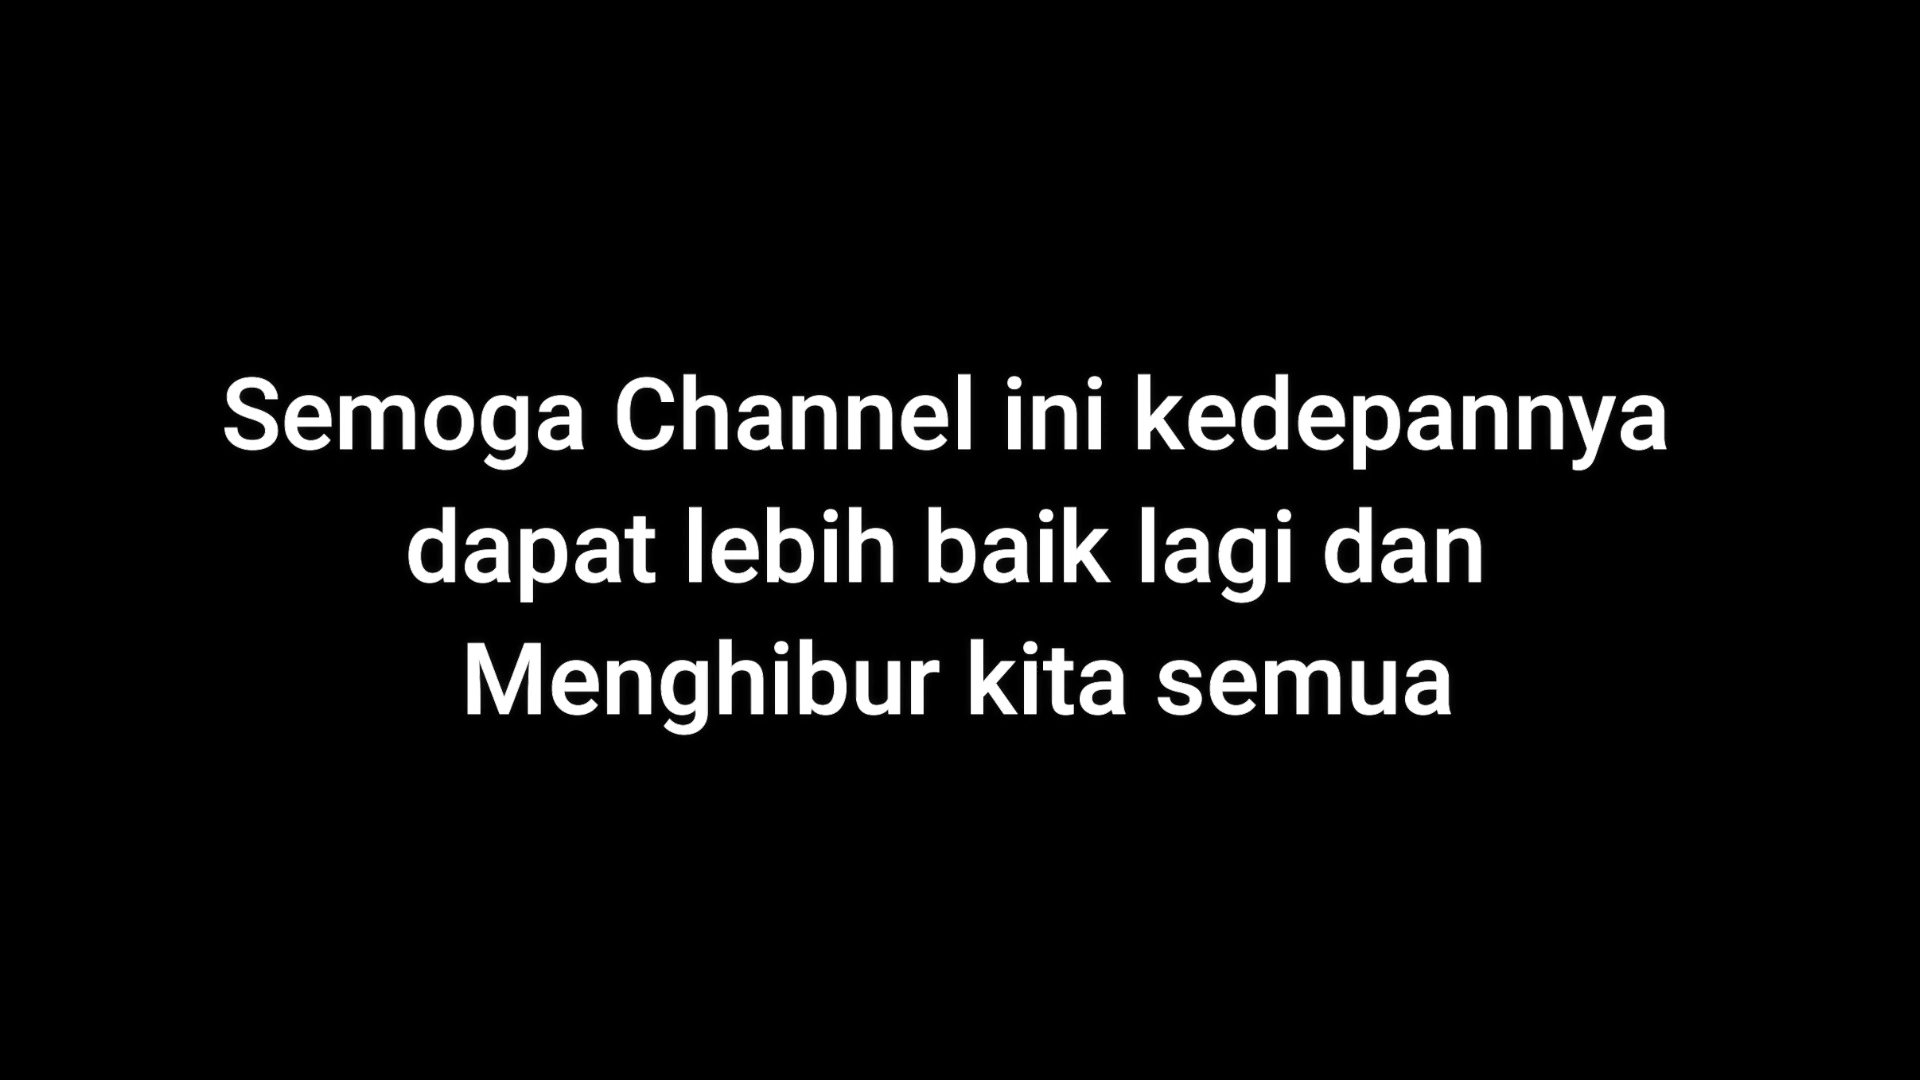 Semoga Channel ini kedepannya
dapat lebih baik lagi dan
Menghibur kita semua